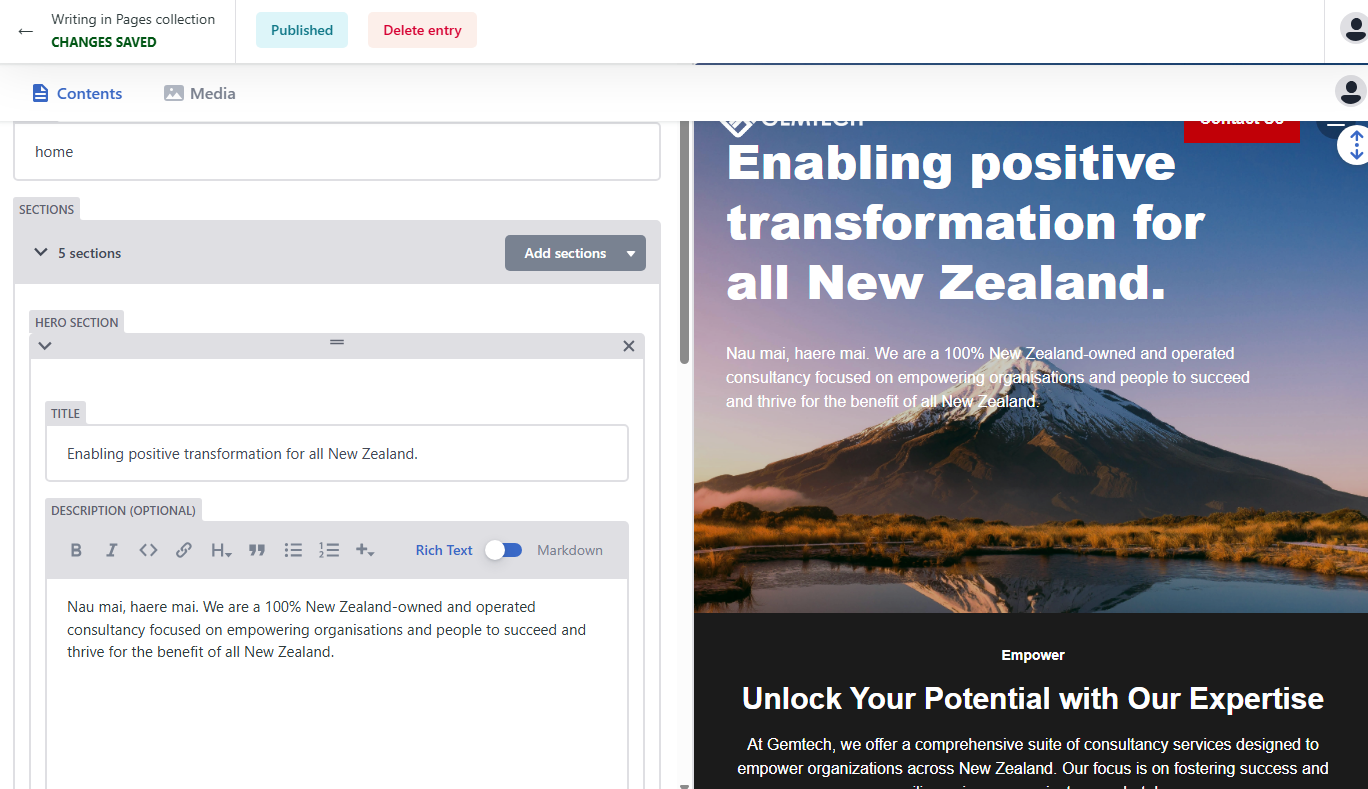 Writing in Pages collection
CHANGES SAVED
Published
Delete entry
Contents
Media
home
SECTIONS
5 sections
Add sections
HERO SECTION
TITLE
Enabling positive transformation for all New Zealand.
DESCRIPTION (OPTIONAL)
Rich Text
Markdown
Nau mai, haere mai. We are a 100% New Zealand-owned and operated
consultancy focused on empowering organisations and people to succeed and
thrive for the benefit of all New Zealand.
GEMTECH
Contact Us
Enabling positive
transformation for
all New Zealand.
Nau mai, haere mai. We are a 100% New Zealand-owned and operated
consultancy focused on empowering organisations and people to succeed
and thrive for the benefit of all New Zealand.
Empower
Unlock Your Potential with Our Expertise
At Gemtech, we offer a comprehensive suite of consultancy services designed to
empower organizations across New Zealand. Our focus is on fostering success and